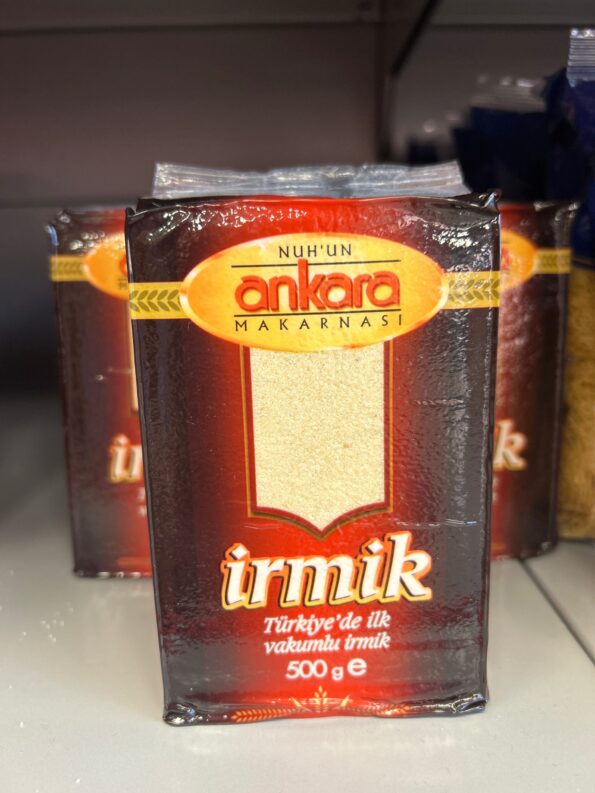 NUH'UN
ankara
MAKARNASI
irmik
Türkiye'de ilk
vakumlu irmik
500 g e